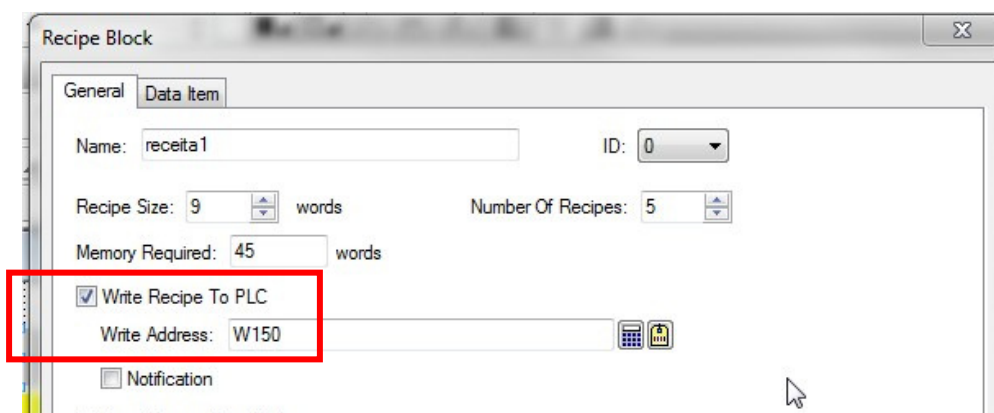 Recipe Block
General Data Item
Name: receita1 ID: 0
Recipe Size: 9 words Number Of Recipes: 5
Memory Required: 45 words
Write Recipe To PLC
Write Address: W150
Notification